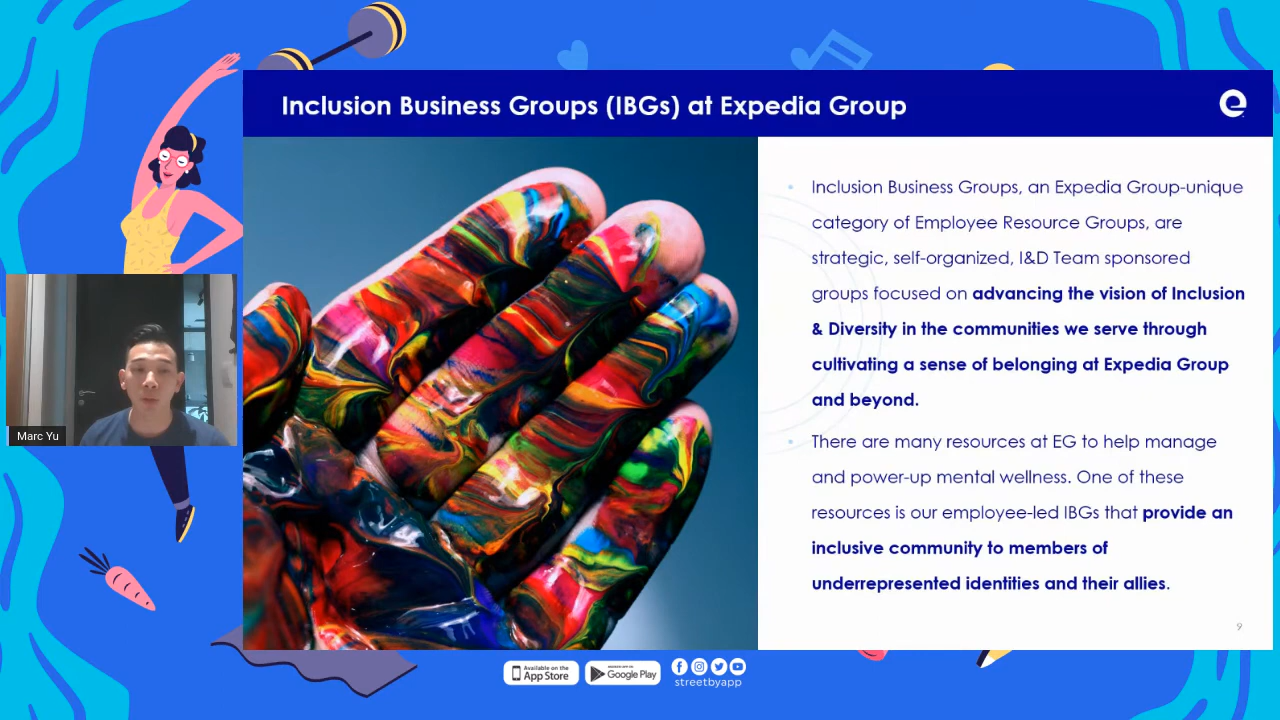 Inclusion Business Groups (IBGs) at Expedia Group
Inclusion Business Groups, an Expedia Group-unique
category of Employee Resource Groups, are
strategic, self-organized, I&D Team sponsored
groups focused on advancing the vision of Inclusion
& Diversity in the communities we serve through
cultivating a sense of belonging at Expedia Group
and beyond.
There are many resources at EG to help manage
and power-up mental wellness. One of these
resources is our employee-led IBGs that provide an
inclusive community to members of
underrepresented identities and their allies.
9
Marc Yu
Available on the
App Store
Google Play
streetbyapp